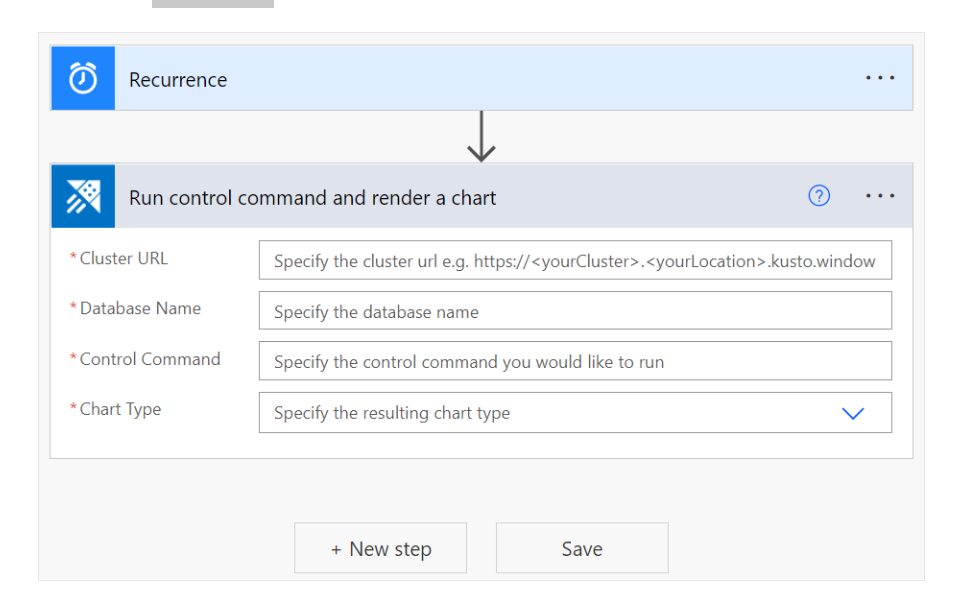 Recurrence
...
Run control command and render a chart
? ...
* Cluster URL
Specify the cluster url e.g. https://<yourCluster>.<yourLocation>.kusto.window
* Database Name
Specify the database name
* Control Command
Specify the control command you would like to run
* Chart Type
Specify the resulting chart type
+ New step
Save